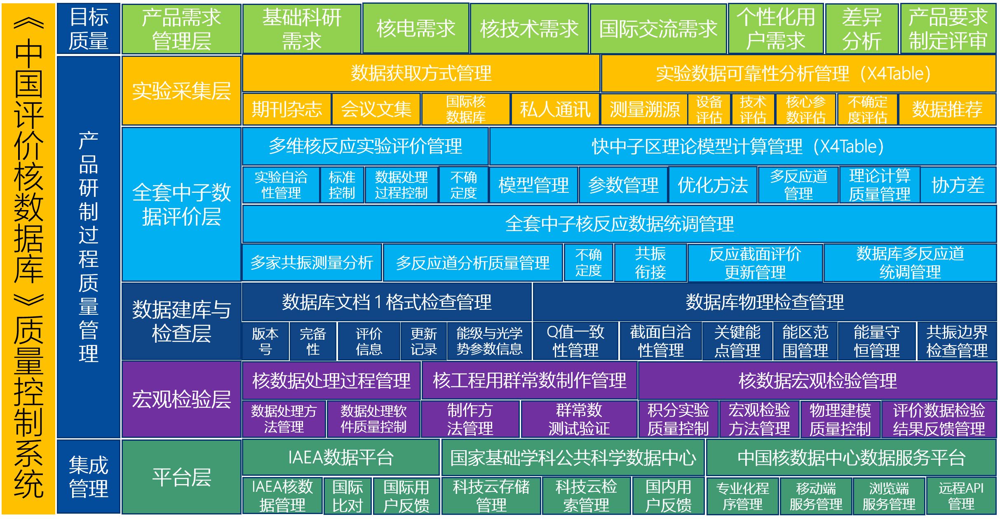 《中国评价核数据库》质量控制系统
目标
质量
产品需求
管理层
基础科研
需求
核电需求
核技术需求
国际交流需求
个性化用
户需求
差异
分析
产品要求
制定评审
产品研制过程质量管理
实验采集层
数据获取方式管理
实验数据可靠性分析管理（X4Table）
期刊杂志
会议文集
国际核
数据库
私人通讯
测量溯源
设备
评估
技术
评估
核心参
数评估
不确定
度评估
数据推荐
全套中子数
据评价层
多维核反应实验评价管理
快中子区理论模型计算管理（X4Table）
实验自洽
性管理
标准
控制
数据处理
过程控制
不确
定度
模型管理
参数管理
优化方法
多反应道
管理
理论计算
质量管理
协方差
全套中子核反应数据统调管理
多家共振测量分析
多反应道分析质量管理
不确
定度
共振
衔接
反应截面评价
更新管理
数据库多反应道
统调管理
数据建库与
检查层
数据库文档1格式检查管理
数据库物理检查管理
版本
号
完备
性
评价
信息
更新
记录
能级与光学
势参数信息
Q值一致
性管理
截面自洽
性管理
关键能
点管理
能区范
围管理
能量守
恒管理
共振边界
检查管理
宏观检验层
核数据处理过程管理
核工程用群常数制作管理
核数据宏观检验管理
数据处理方
法管理
数据处理软
件质量控制
制作方
法管理
群常数
测试验证
积分实验
质量控制
宏观检验
方法管理
物理建模
质量控制
评价数据检验
结果反馈管理
集成
管理
平台层
IAEA数据平台
国家基础学科公共科学数据中心
中国核数据中心数据服务平台
IAEA核数
据管理
国际
比对
国际用
户反馈
科技云存储
管理
科技云检
索管理
国内用
户反馈
专业化程
序管理
移动端
服务管理
浏览端
服务管理
远程API
管理